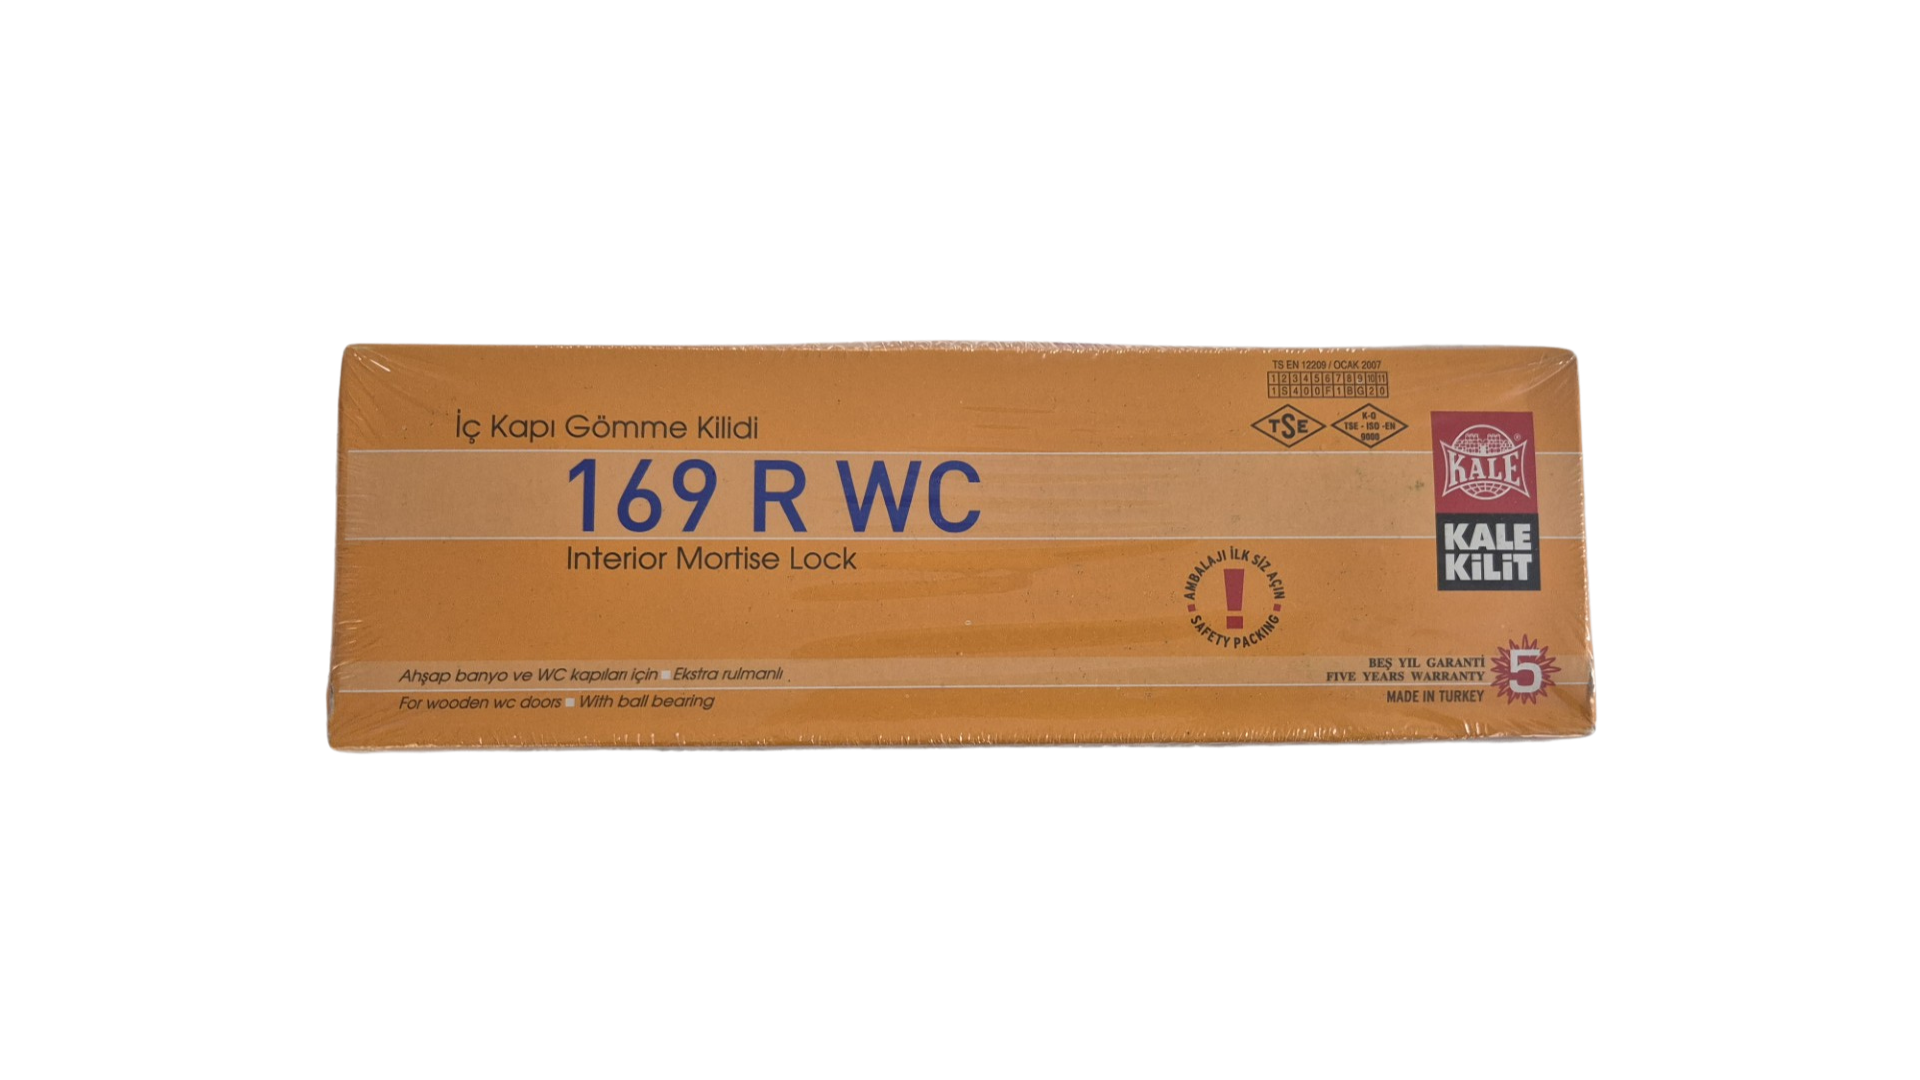 TS EN 12209 / OCAK 2007
1 2 3 4 5 6 7 8 9 10 11
1 S 4 0 0 F 1 B G 2 0
TSE
K-Q
TSE - ISO - EN
9000
İç Kapı Gömme Kilidi
169 R WC
Interior Mortise Lock
KALE
®
KALE
KİLİT
AMBALAJI İLK SİZ AÇIN
!
SAFETY PACKING
Ahşap banyo ve WC kapıları için ■ Ekstra rulmanlı
For wooden wc doors ■ With ball bearing
BEŞ YIL GARANTİ
FIVE YEARS WARRANTY
5
MADE IN TURKEY